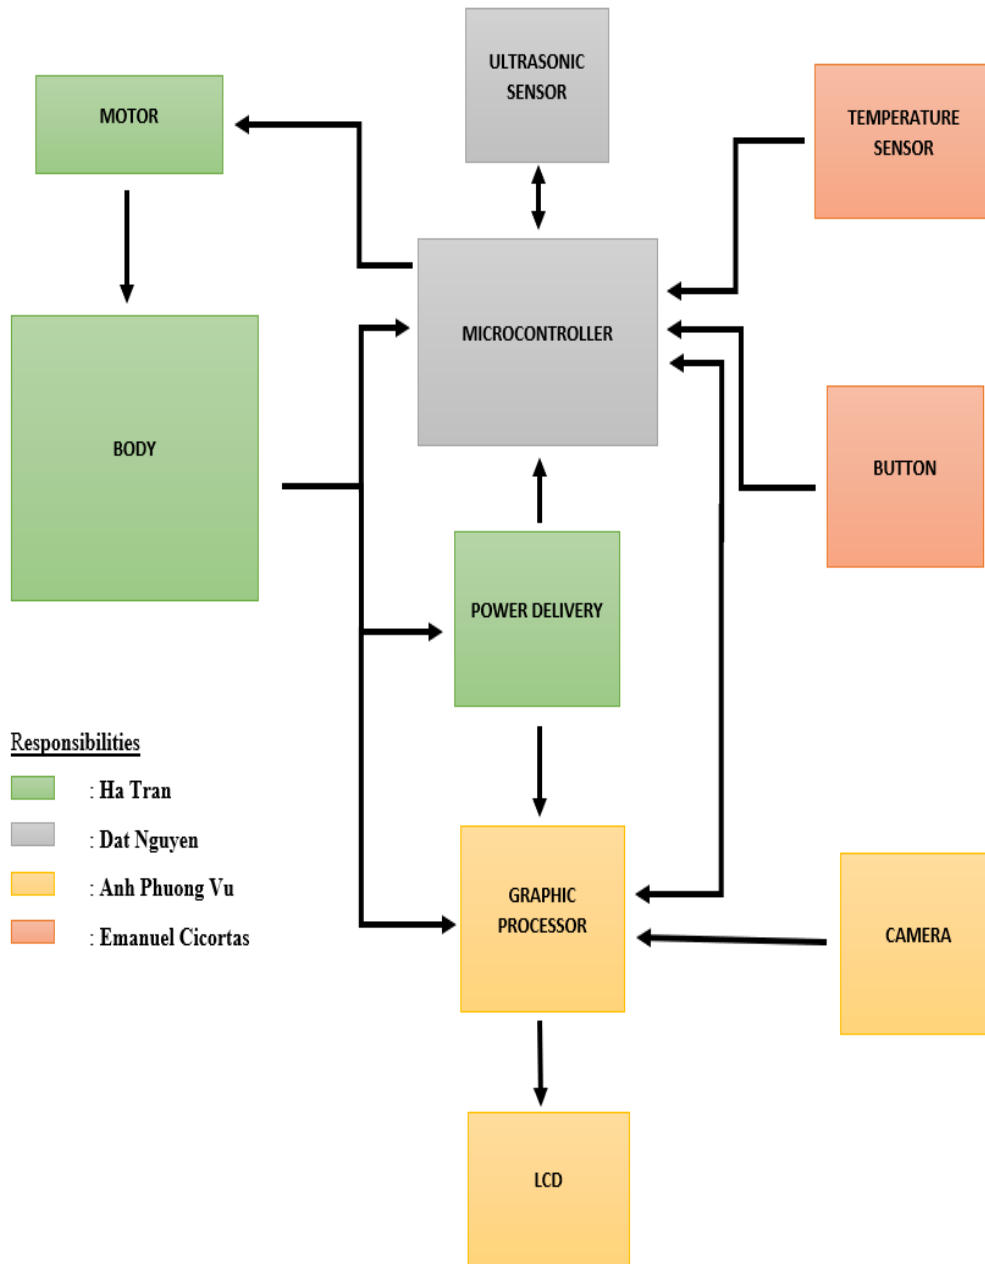 ULTRASONIC
SENSOR
MOTOR
TEMPERATURE
SENSOR
MICROCONTROLLER
BODY
BUTTON
POWER DELIVERY
Responsibilities
: Ha Tran
: Dat Nguyen
: Anh Phuong Vu
: Emanuel Cicortas
GRAPHIC
PROCESSOR
CAMERA
LCD